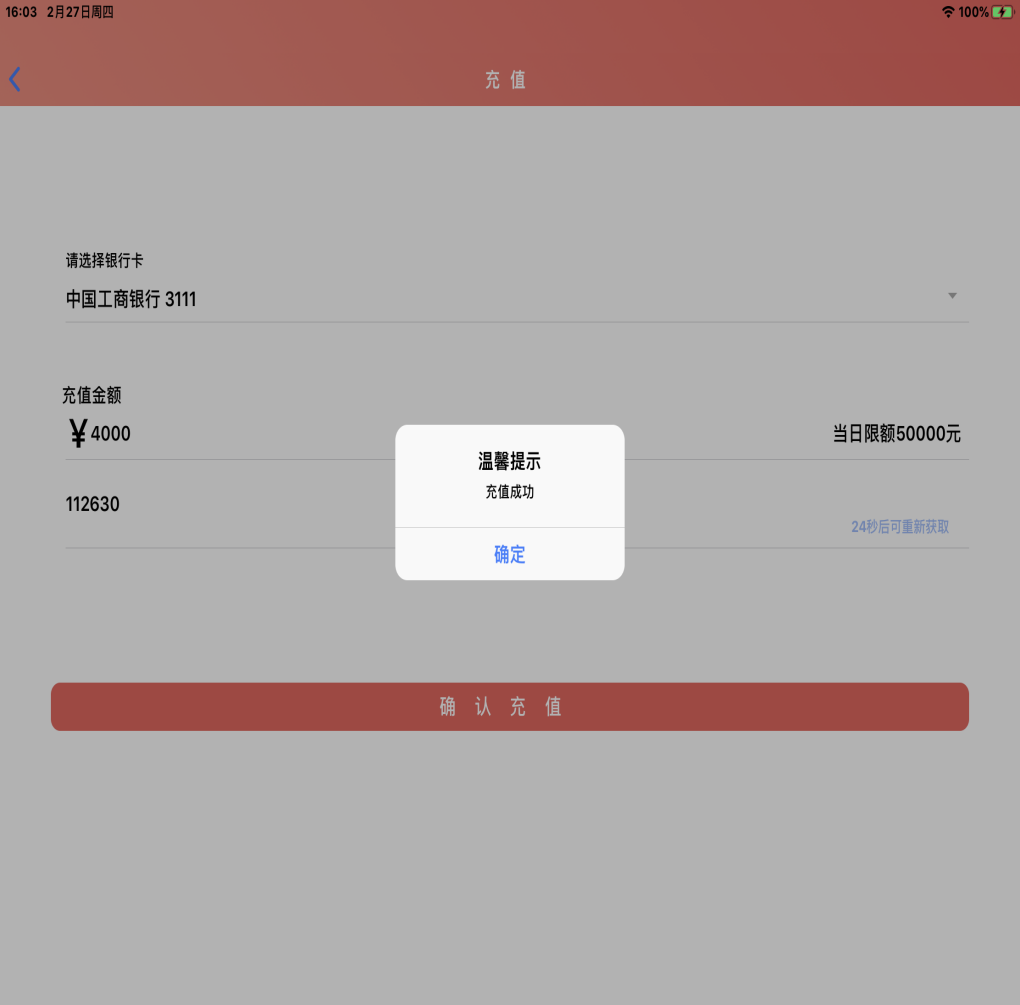 16:03 2月27日周四
100%
充值
请选择银行卡
中国工商银行 3111
充值金额
¥4000
当日限额50000元
温馨提示
充值成功
112630
24秒后可重新获取
确定
确认充值